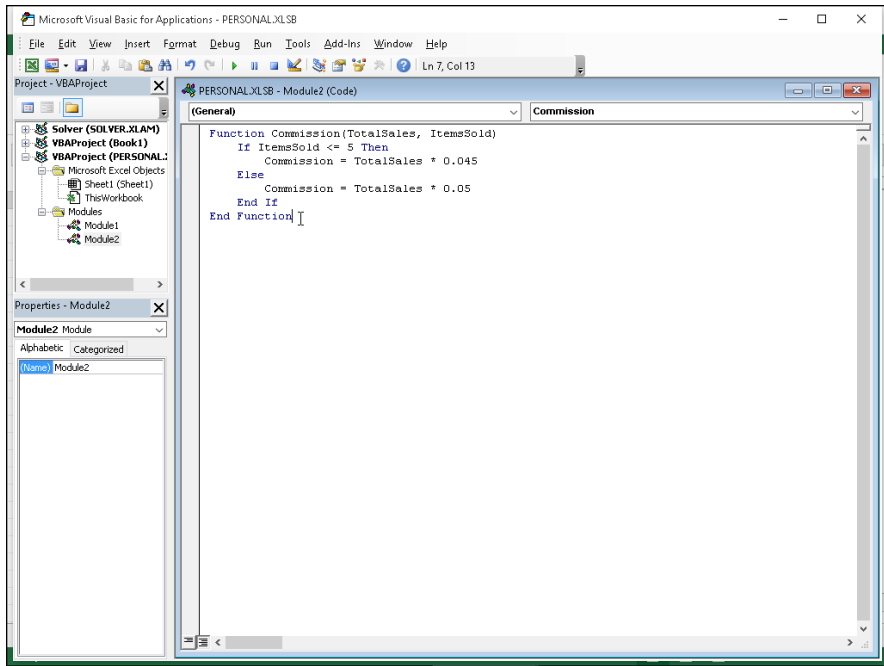 Microsoft Visual Basic for Applications - PERSONAL.XLSB
File Edit View Insert Format Debug Run Tools Add-Ins Window Help
Ln 7, Col 13
Project - VBAProject
Solver (SOLVER.XLAM)
VBAProject (Book1)
VBAProject (PERSONAL.:
Microsoft Excel Objects
Sheet1 (Sheet1)
ThisWorkbook
Modules
Module1
Module2
Properties - Module2
Module2 Module
Alphabetic Categorized
(Name) Module2
PERSONAL.XLSB - Module2 (Code)
(General) Commission
Function Commission(TotalSales, ItemsSold)
If ItemsSold <= 5 Then
Commission = TotalSales * 0.045
Else
Commission = TotalSales * 0.05
End If
End Function